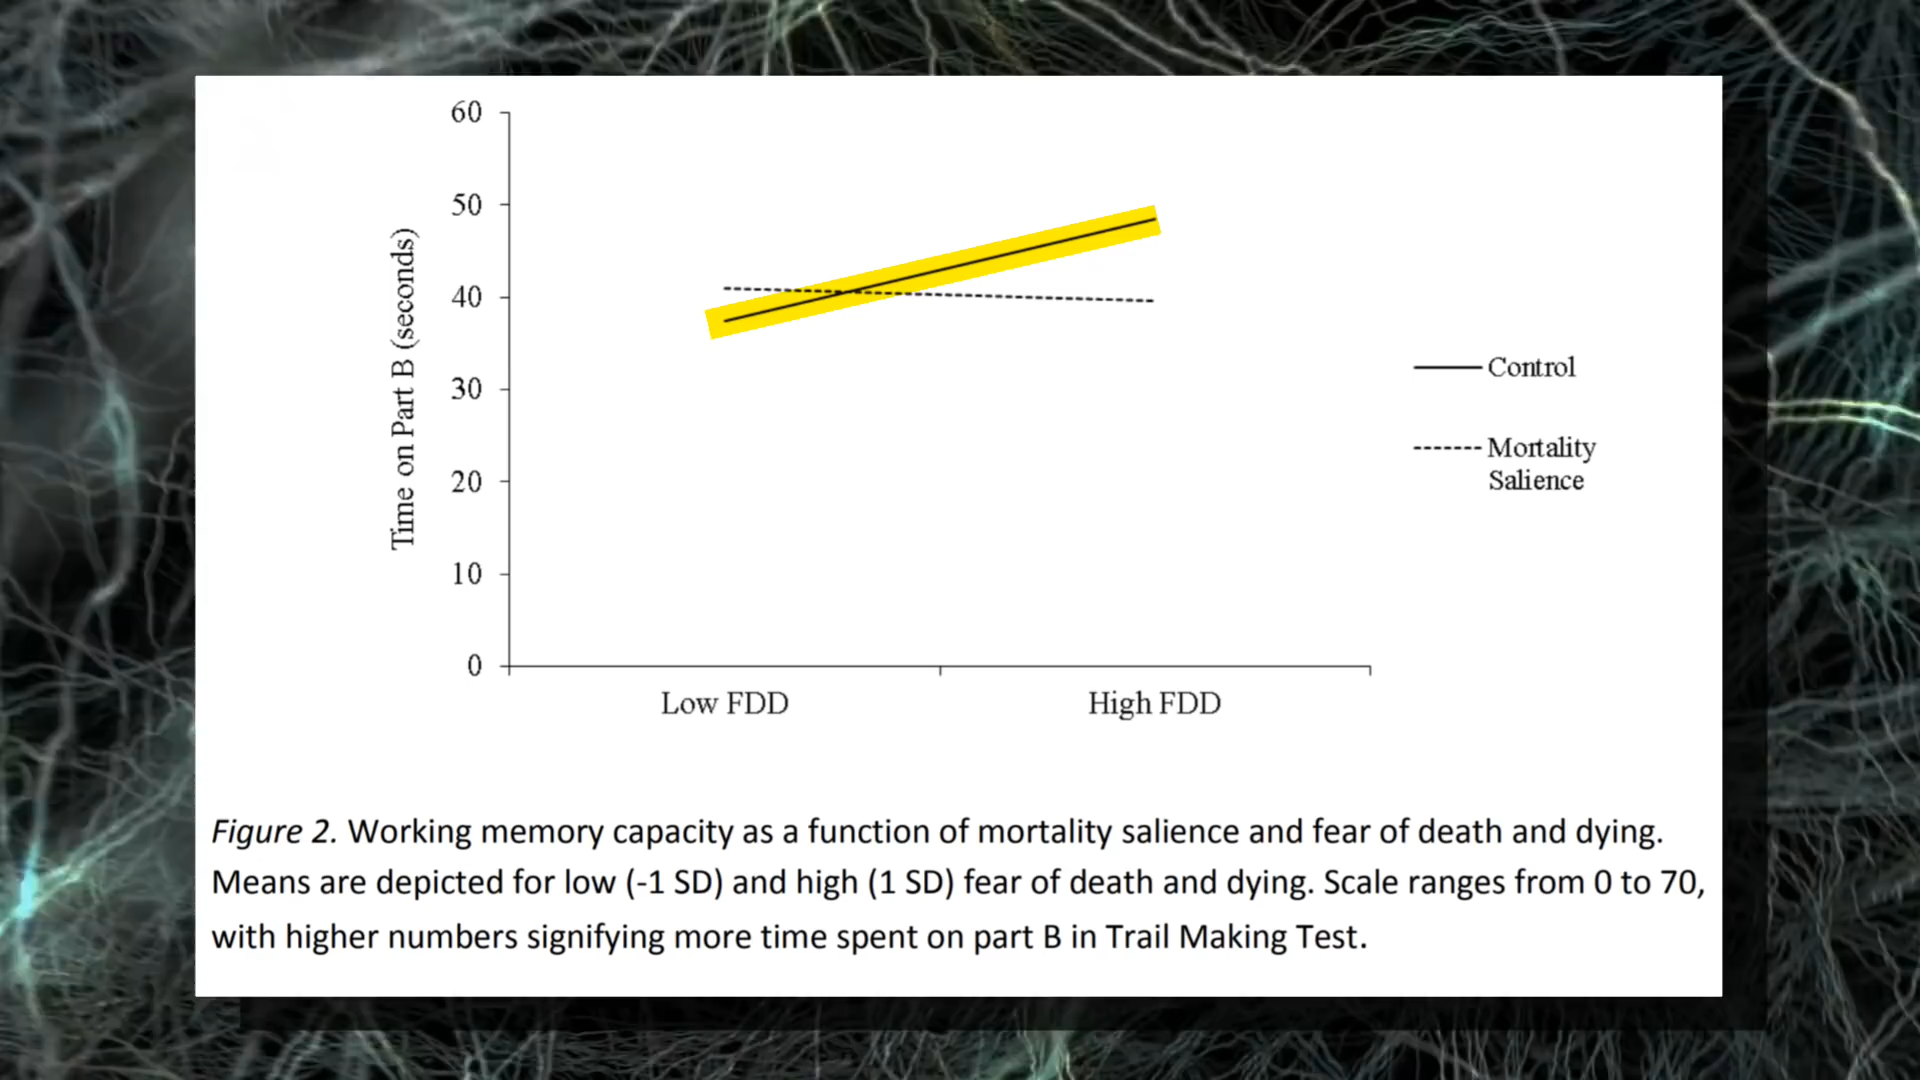 60
50
40
30
20
10
0
Time on Part B (seconds)
Low FDD
High FDD
Control
Mortality
Salience
Figure 2. Working memory capacity as a function of mortality salience and fear of death and dying.
Means are depicted for low (-1 SD) and high (1 SD) fear of death and dying. Scale ranges from 0 to 70,
with higher numbers signifying more time spent on part B in Trail Making Test.